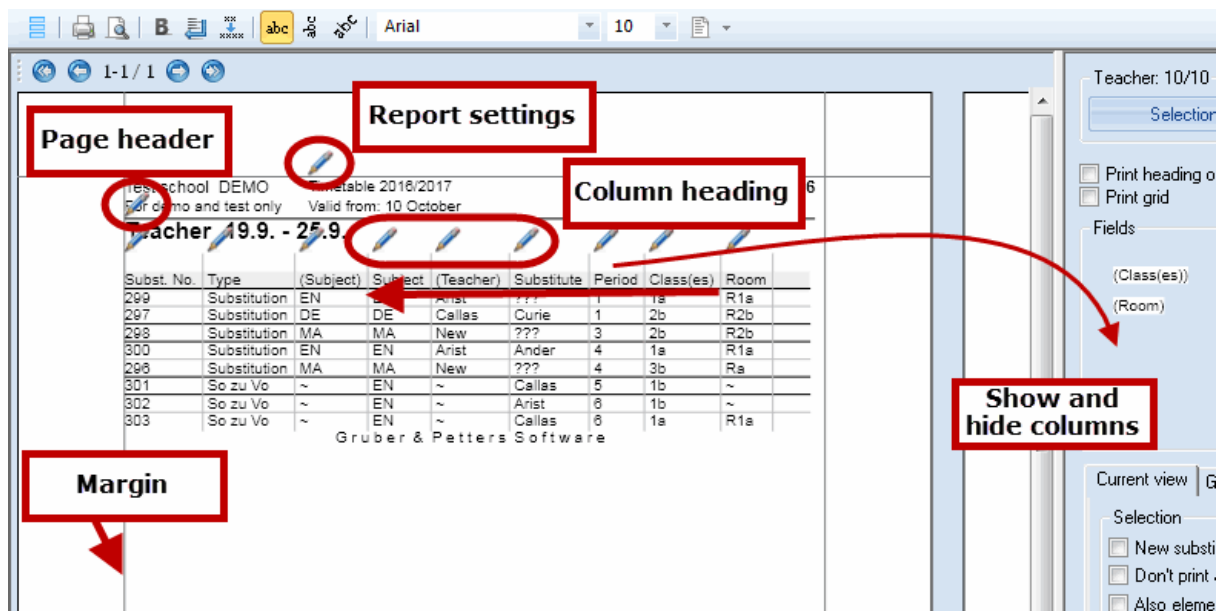 B abc abc abc Arial 10
1-1 / 1
Teacher: 10/10
Selection
Report settings
Page header
Print heading o
Print grid
Test school DEMO Timetable 2016/2017 6
For demo and test only Valid from: 10 October
Column heading
Teacher 19.9. - 25.9.
Fields
(Class(es))
(Room)
Subst. No. Type (Subject) Subject (Teacher) Substitute Period Class(es) Room
299 Substitution EN Arist ??? 1 1a R1a
297 Substitution DE DE Callas Curie 1 2b R2b
298 Substitution MA MA New ??? 3 2b R2b
300 Substitution EN EN Arist Ander 4 1a R1a
296 Substitution MA MA New ??? 4 3b Ra
301 So zu Vo ~ EN ~ Callas 5 1b ~
302 So zu Vo ~ EN ~ Arist 6 1b ~
303 So zu Vo ~ EN ~ Callas 6 1a R1a
Gruber & Petters Software
Show and
hide columns
Margin
Current view G
Selection
New substi
Don't print
Also eleme